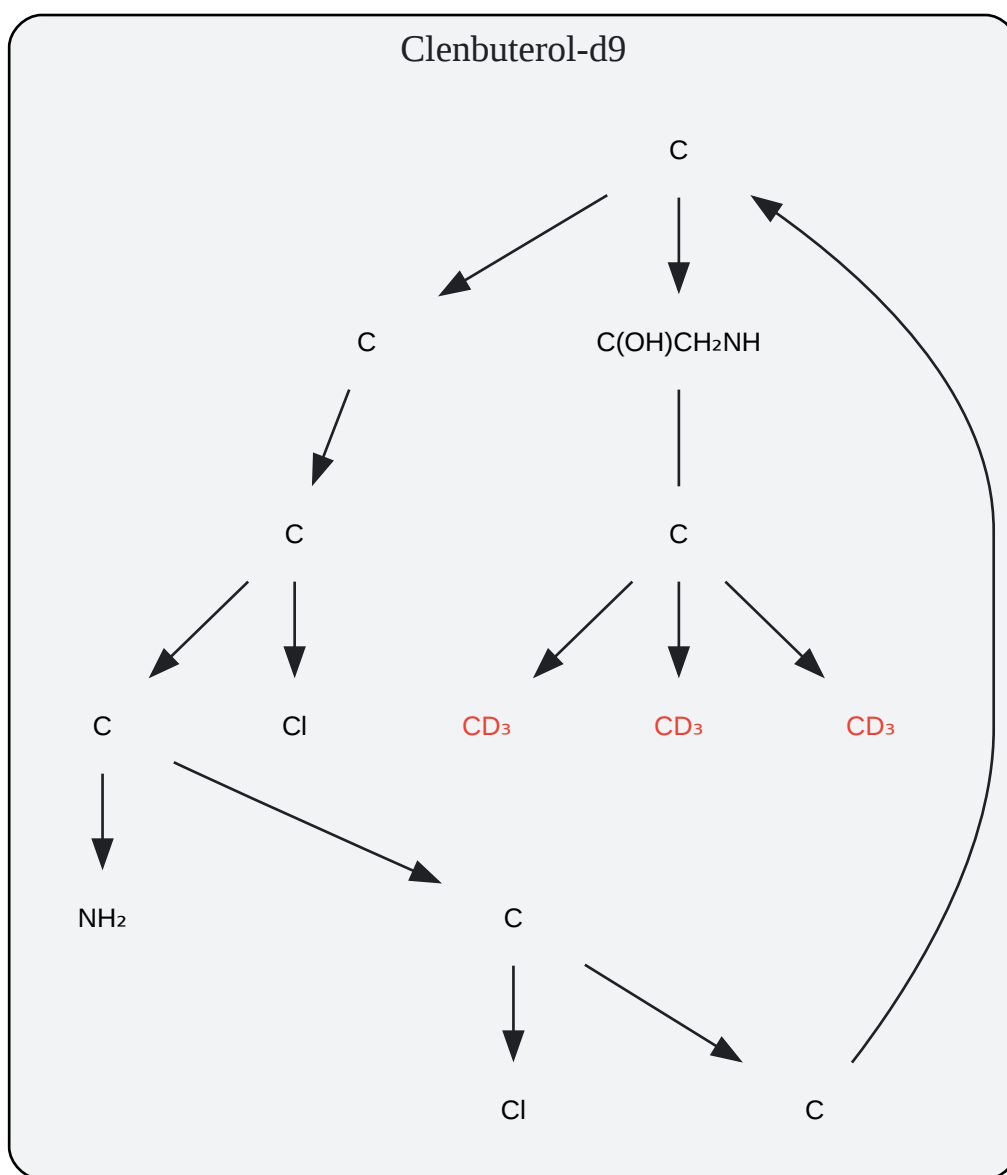 Clenbuterol-d9
C
C C(OH)CH₂NH
C C
C Cl CD₃ CD₃ CD₃
NH₂ C
Cl C